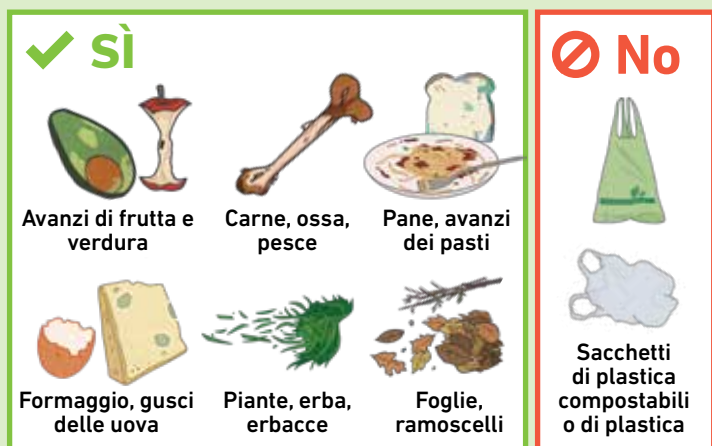 SÌ
Avanzi di frutta e
verdura
Carne, ossa,
pesce
Pane, avanzi
dei pasti
Formaggio, gusci
delle uova
Piante, erba,
erbacce
Foglie,
ramoscelli
No
Sacchetti
di plastica
compostabili
o di plastica